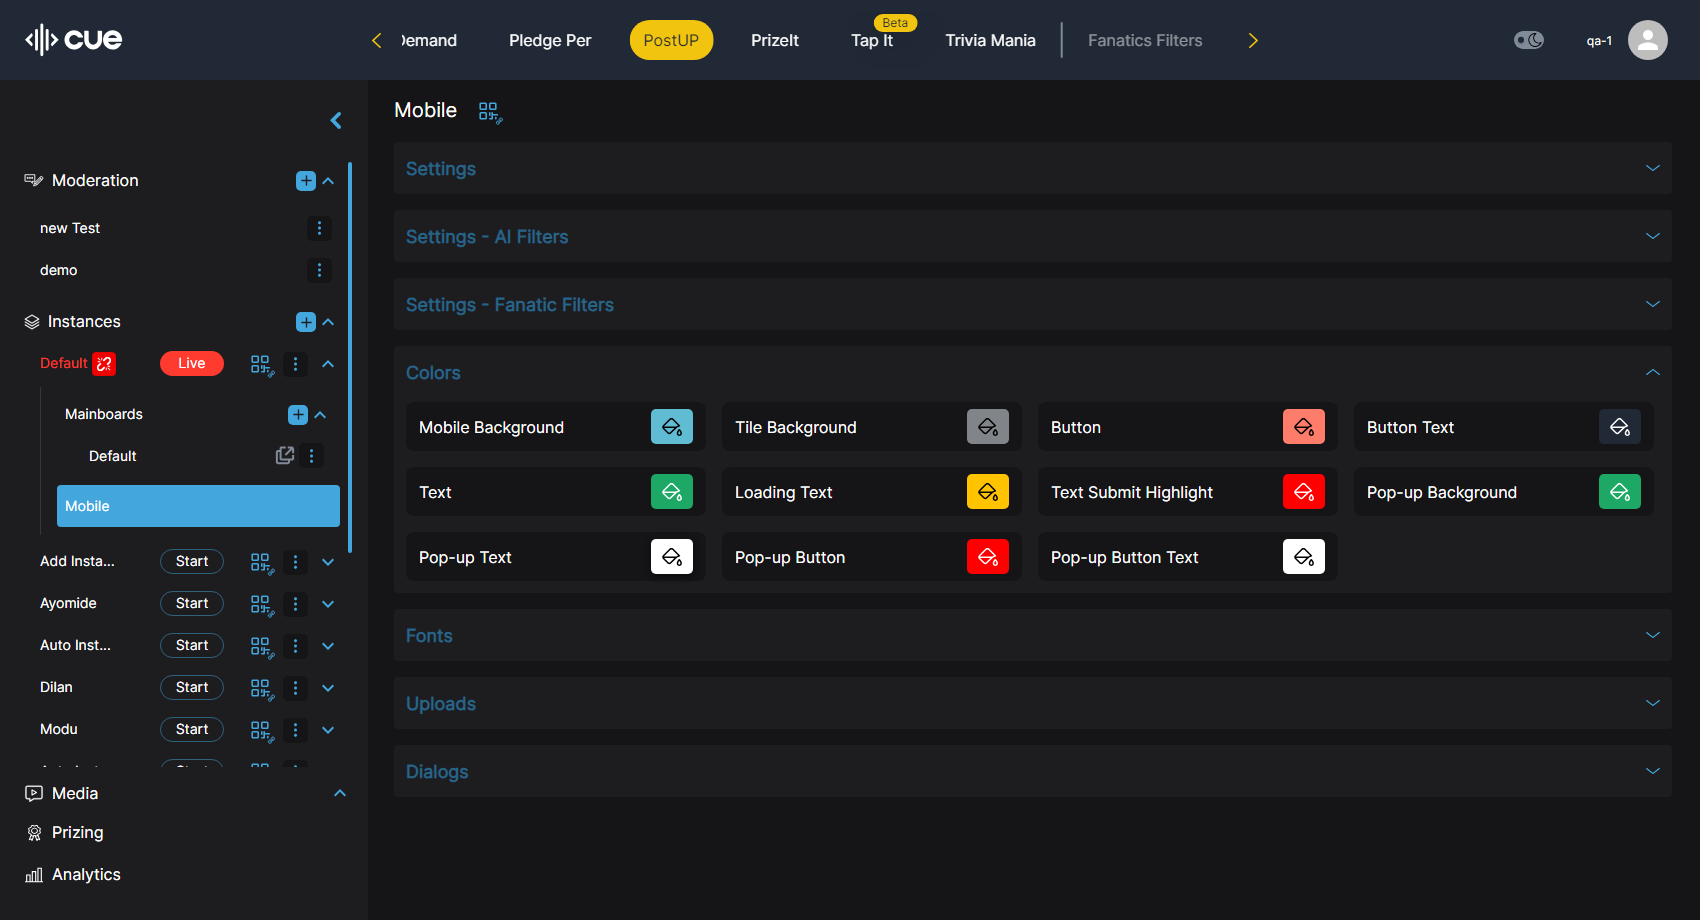 cue
Demand
Pledge Per
PostUP
PrizeIt
Beta
Tap It
Trivia Mania
Fanatics Filters
qa-1
Moderation
new Test
demo
Instances
Default
Live
Mainboards
Default
Mobile
Add Insta...
Start
Ayomide
Start
Auto Inst...
Start
Dilan
Start
Modu
Start
Media
Prizing
Analytics
Mobile
Settings
Settings - AI Filters
Settings - Fanatic Filters
Colors
Mobile Background
Tile Background
Button
Button Text
Text
Loading Text
Text Submit Highlight
Pop-up Background
Pop-up Text
Pop-up Button
Pop-up Button Text
Fonts
Uploads
Dialogs